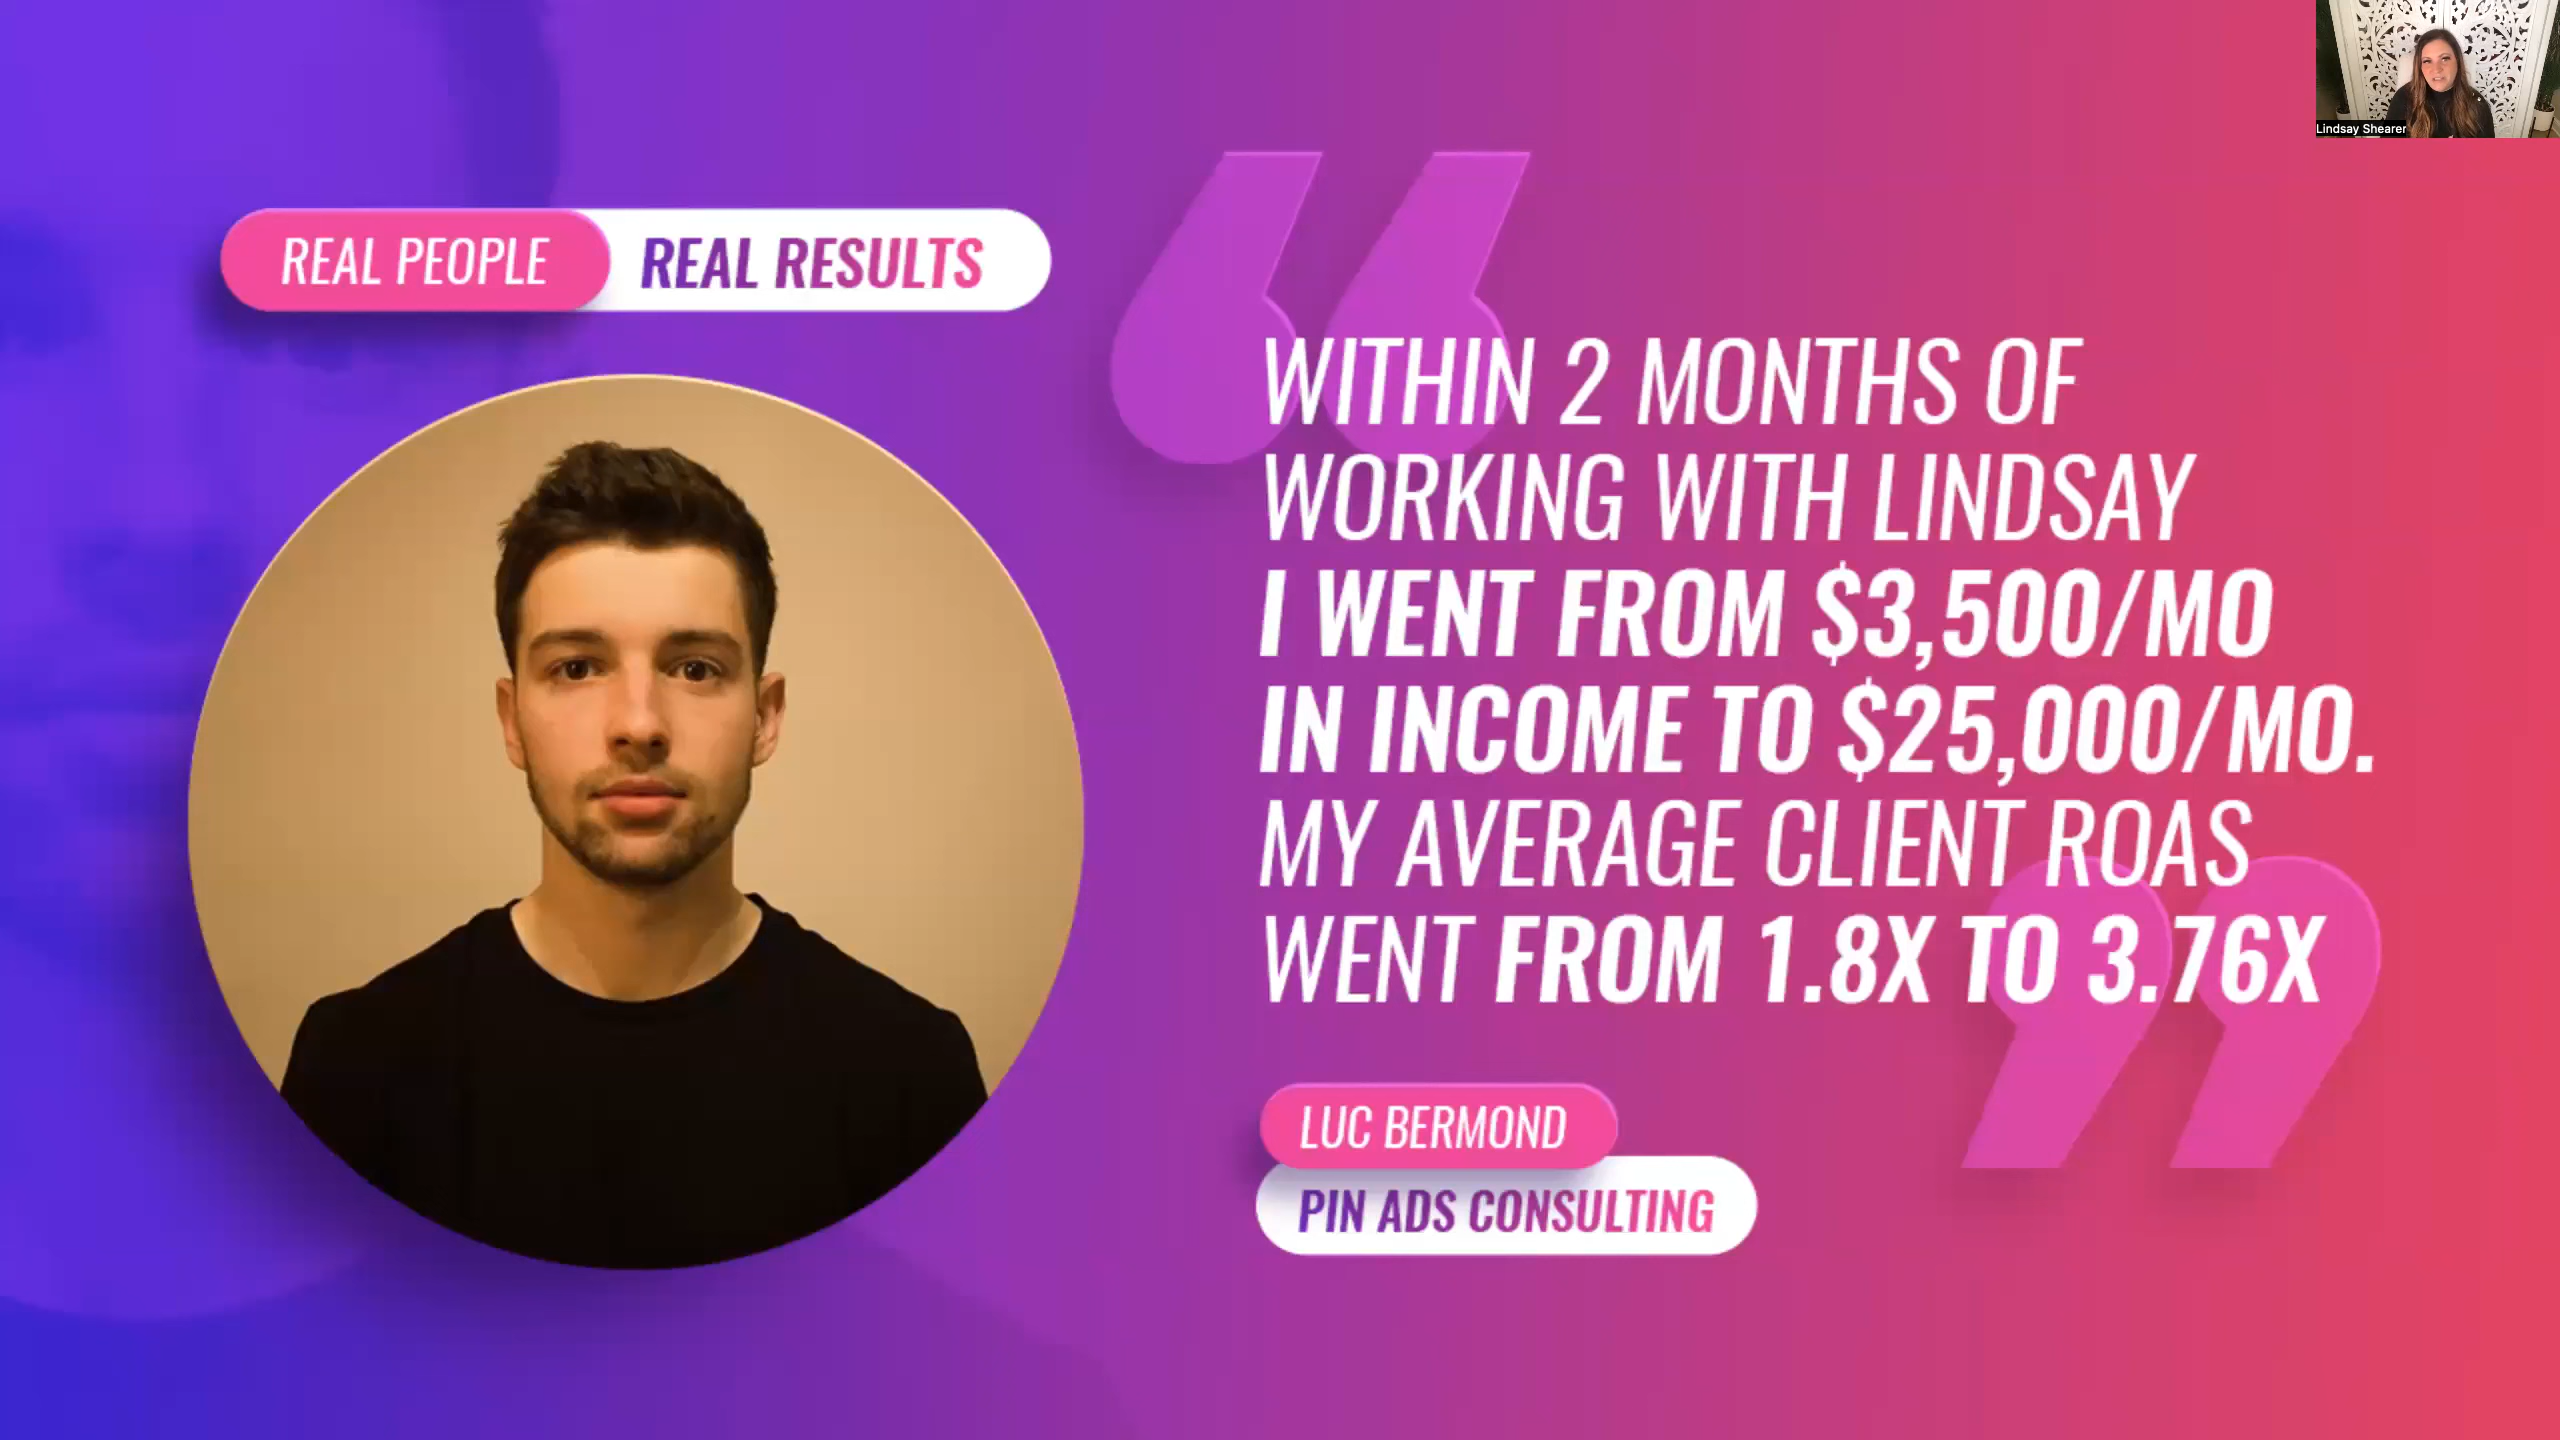 Lindsay Shearer
REAL PEOPLE REAL RESULTS
WITHIN 2 MONTHS OF
WORKING WITH LINDSAY
I WENT FROM $3,500/MO
IN INCOME TO $25,000/MO.
MY AVERAGE CLIENT ROAS
WENT FROM 1.8X TO 3.76X
LUC BERMOND
PIN ADS CONSULTING